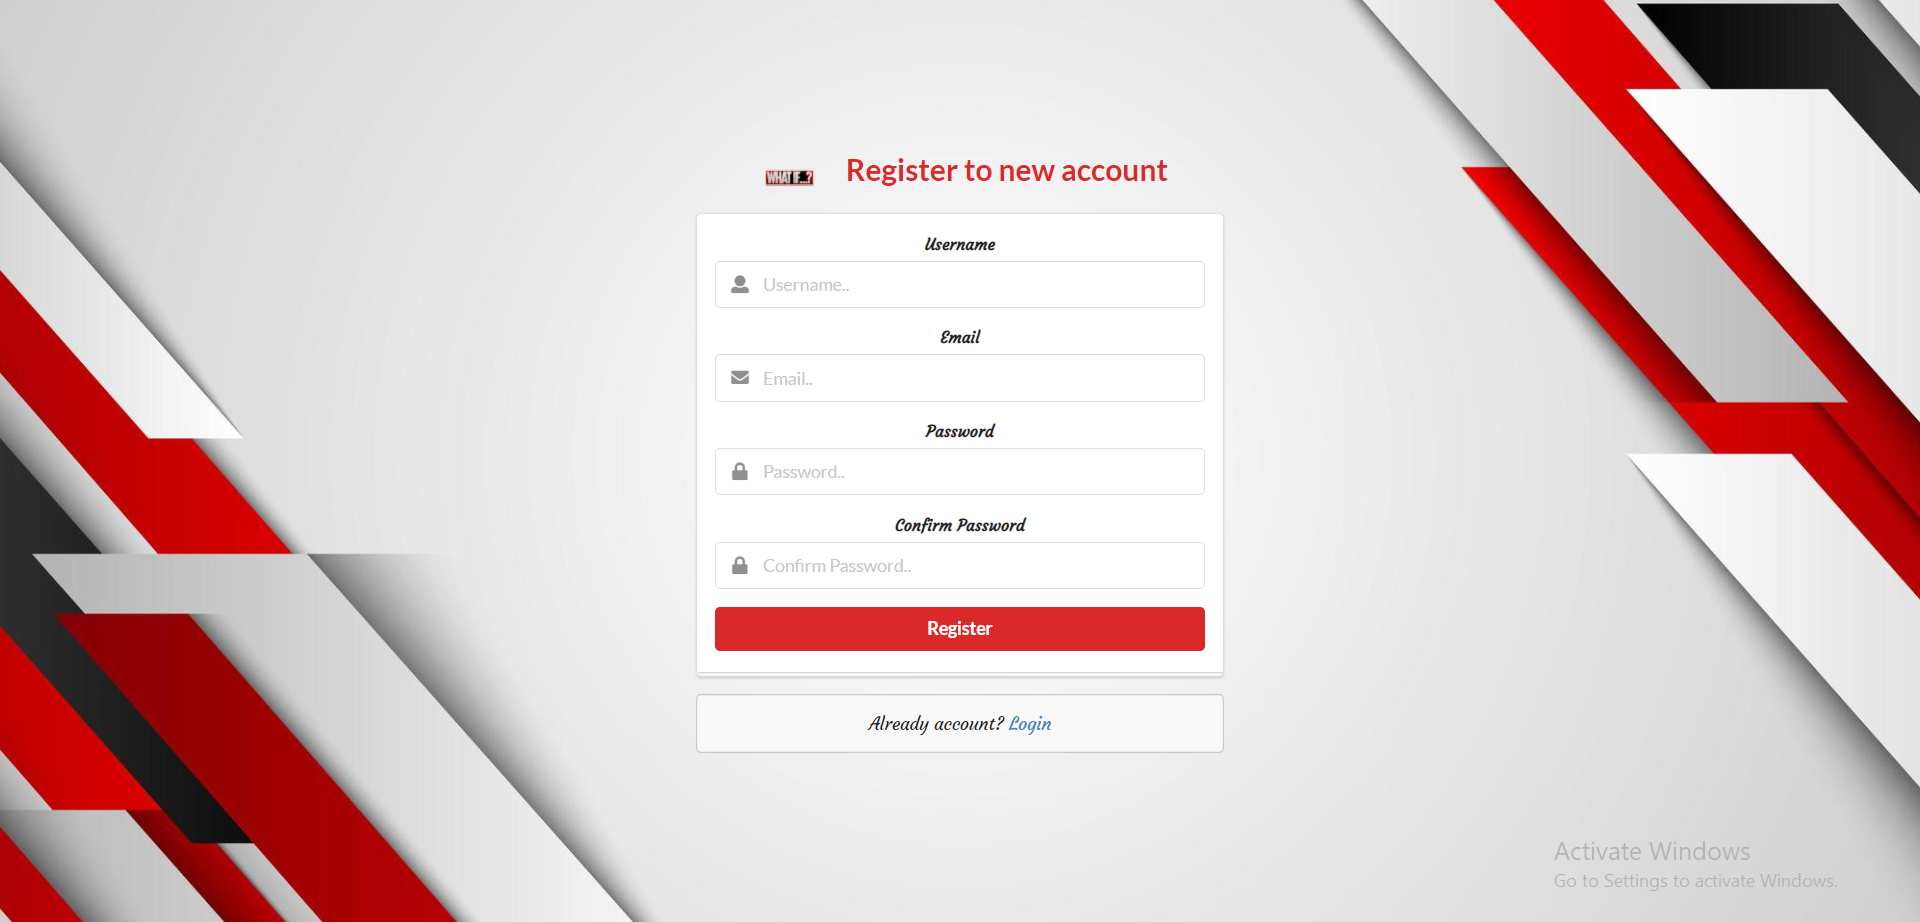 WHAT IF...?
Register to new account
Username
Username..
Email
Email..
Password
Password..
Confirm Password
Confirm Password..
Register
Already account? Login
Activate Windows
Go to Settings to activate Windows.